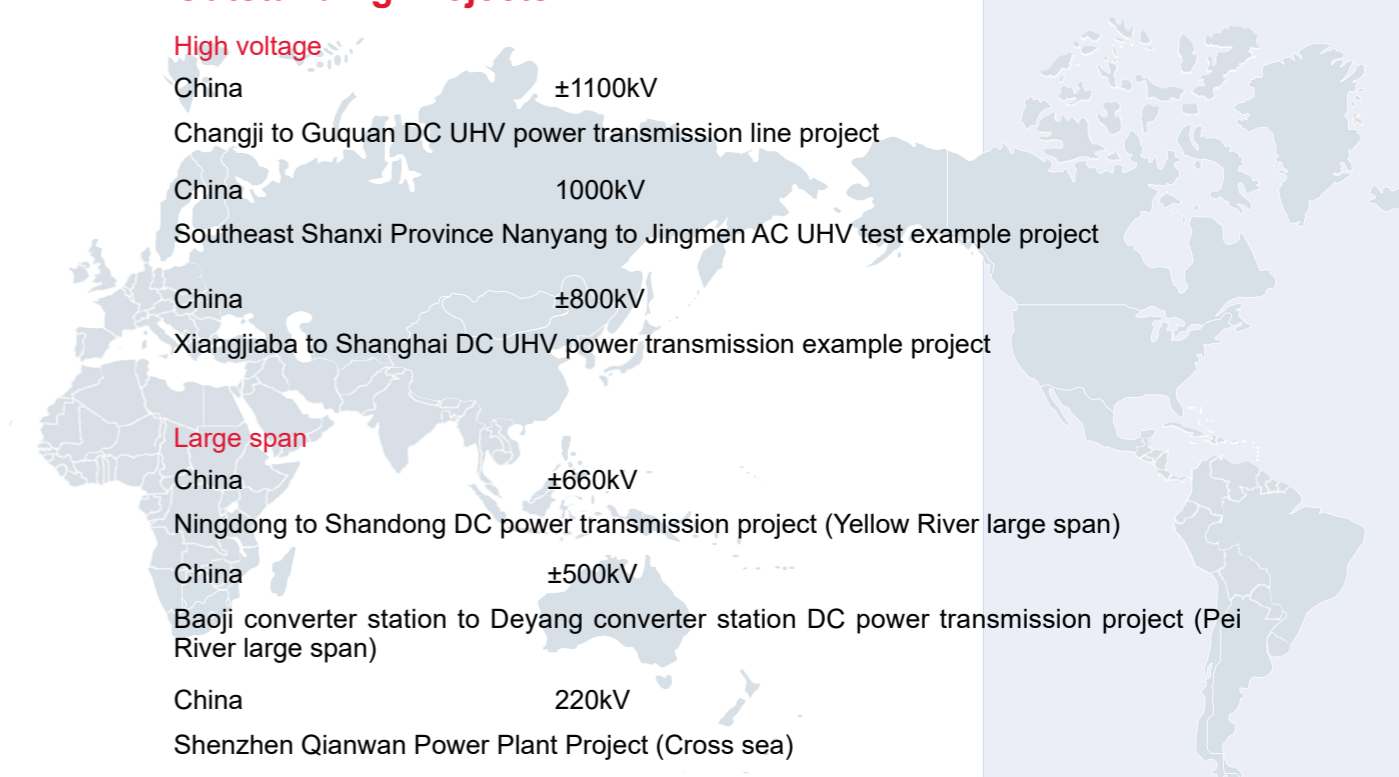 High voltage
China ±1100kV
Changji to Guquan DC UHV power transmission line project
China 1000kV
Southeast Shanxi Province Nanyang to Jingmen AC UHV test example project
China ±800kV
Xiangjiaba to Shanghai DC UHV power transmission example project
Large span
China ±660kV
Ningdong to Shandong DC power transmission project (Yellow River large span)
China ±500kV
Baoji converter station to Deyang converter station DC power transmission project (Pei
River large span)
China 220kV
Shenzhen Qianwan Power Plant Project (Cross sea)